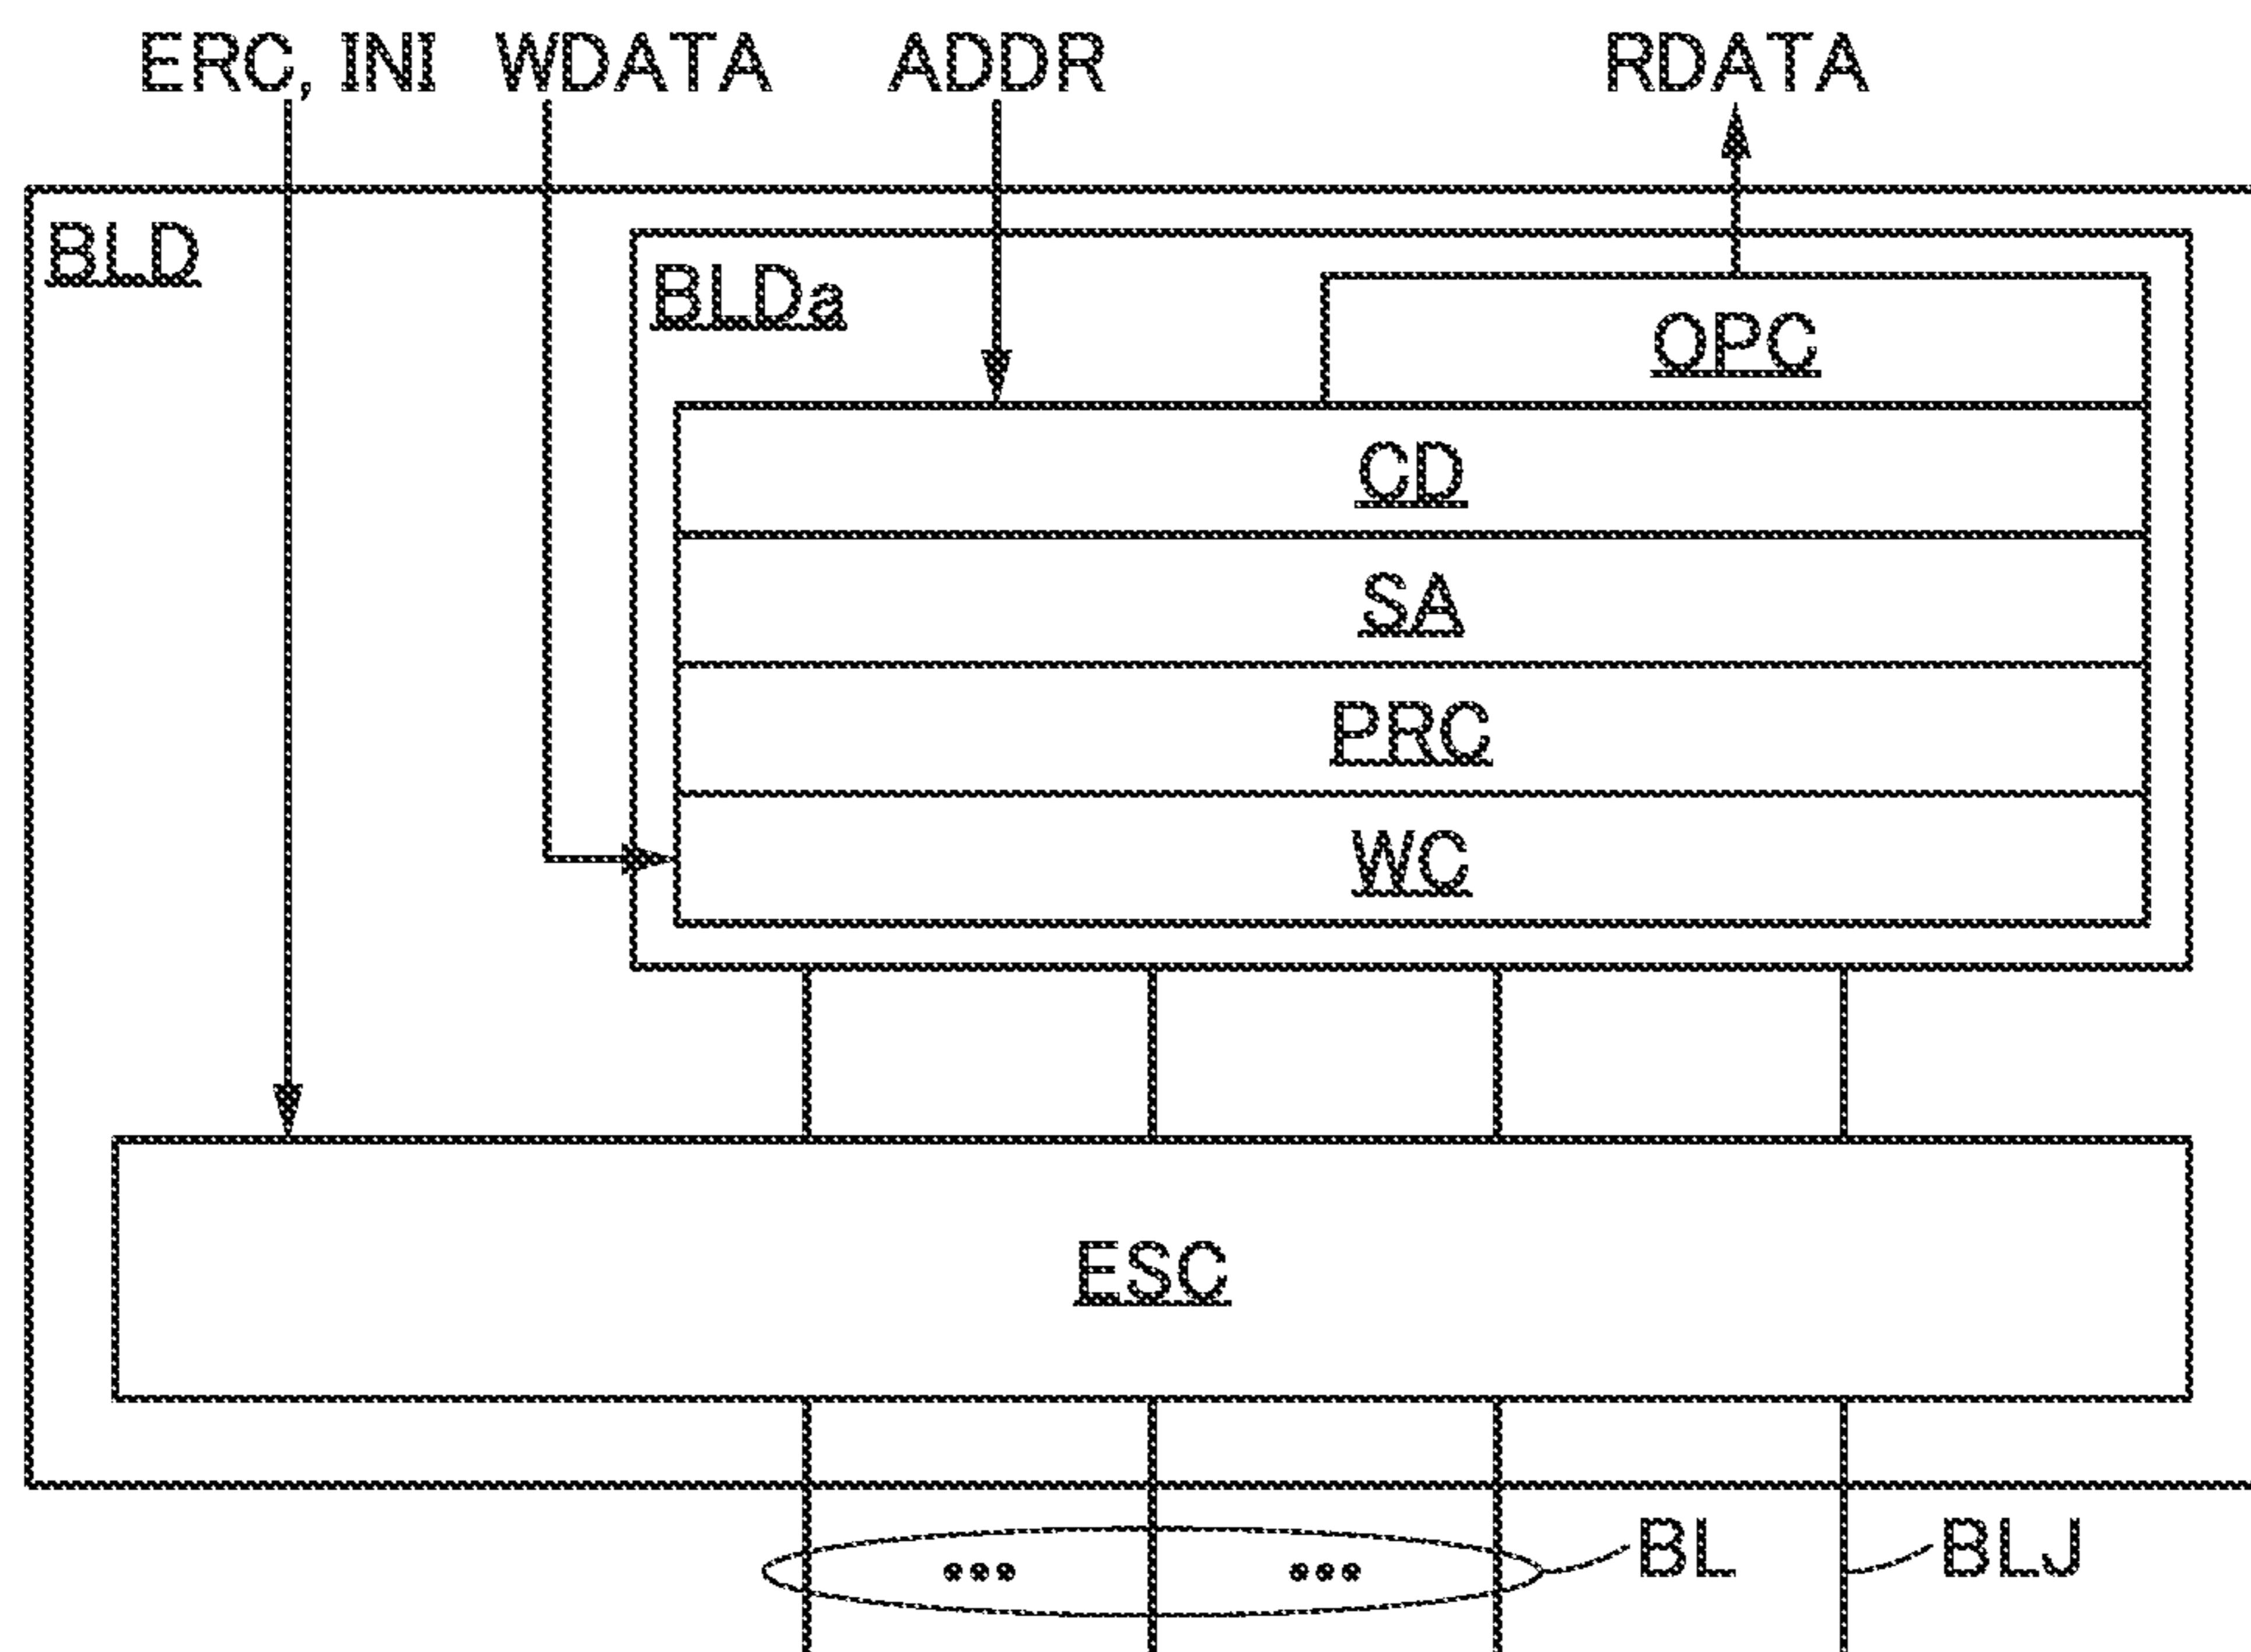 ERC, INI WDATA ADDR RDATA
BLD
BLDa
OPC
CD
SA
PRC
WC
ESC
BL BLJ